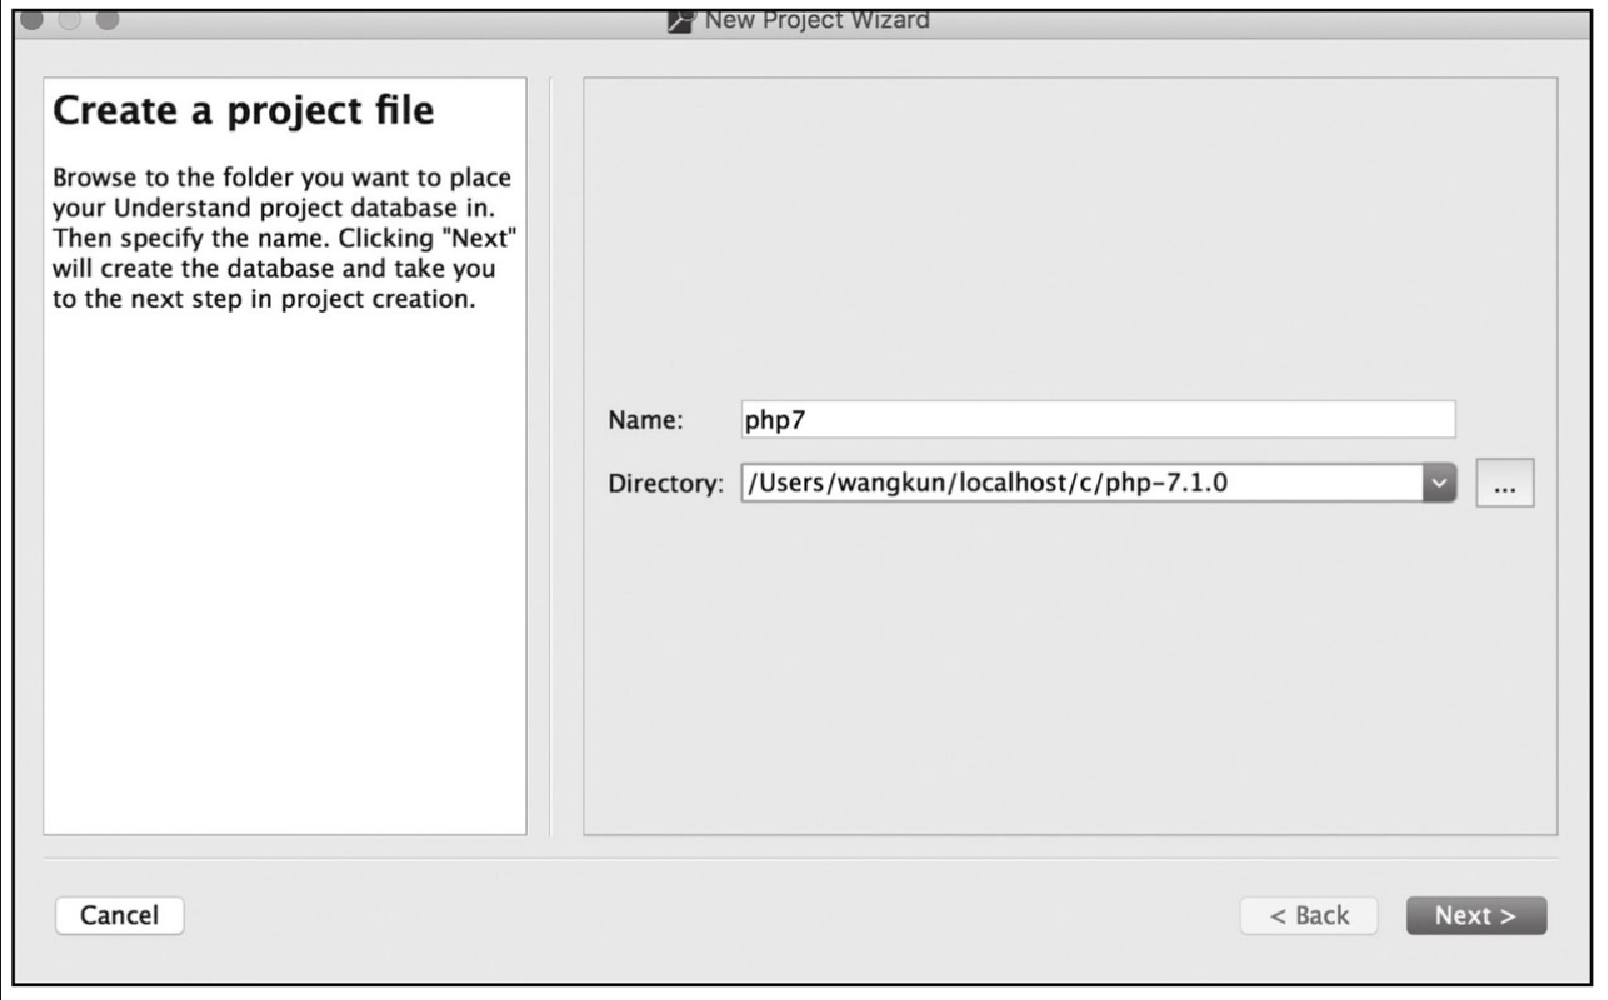 New Project Wizard
Create a project file
Browse to the folder you want to place
your Understand project database in.
Then specify the name. Clicking "Next"
will create the database and take you
to the next step in project creation.
Name: php7
Directory: /Users/wangkun/localhost/c/php-7.1.0 ...
Cancel < Back Next >